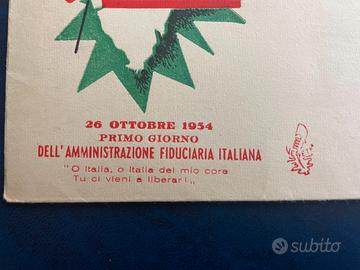 26 OTTOBRE 1954
PRIMO GIORNO
DELL'AMMINISTRAZIONE FIDUCIARIA ITALIANA
"O Italia, o Italia del mio core
Tu ci vieni a liberar!„
subito